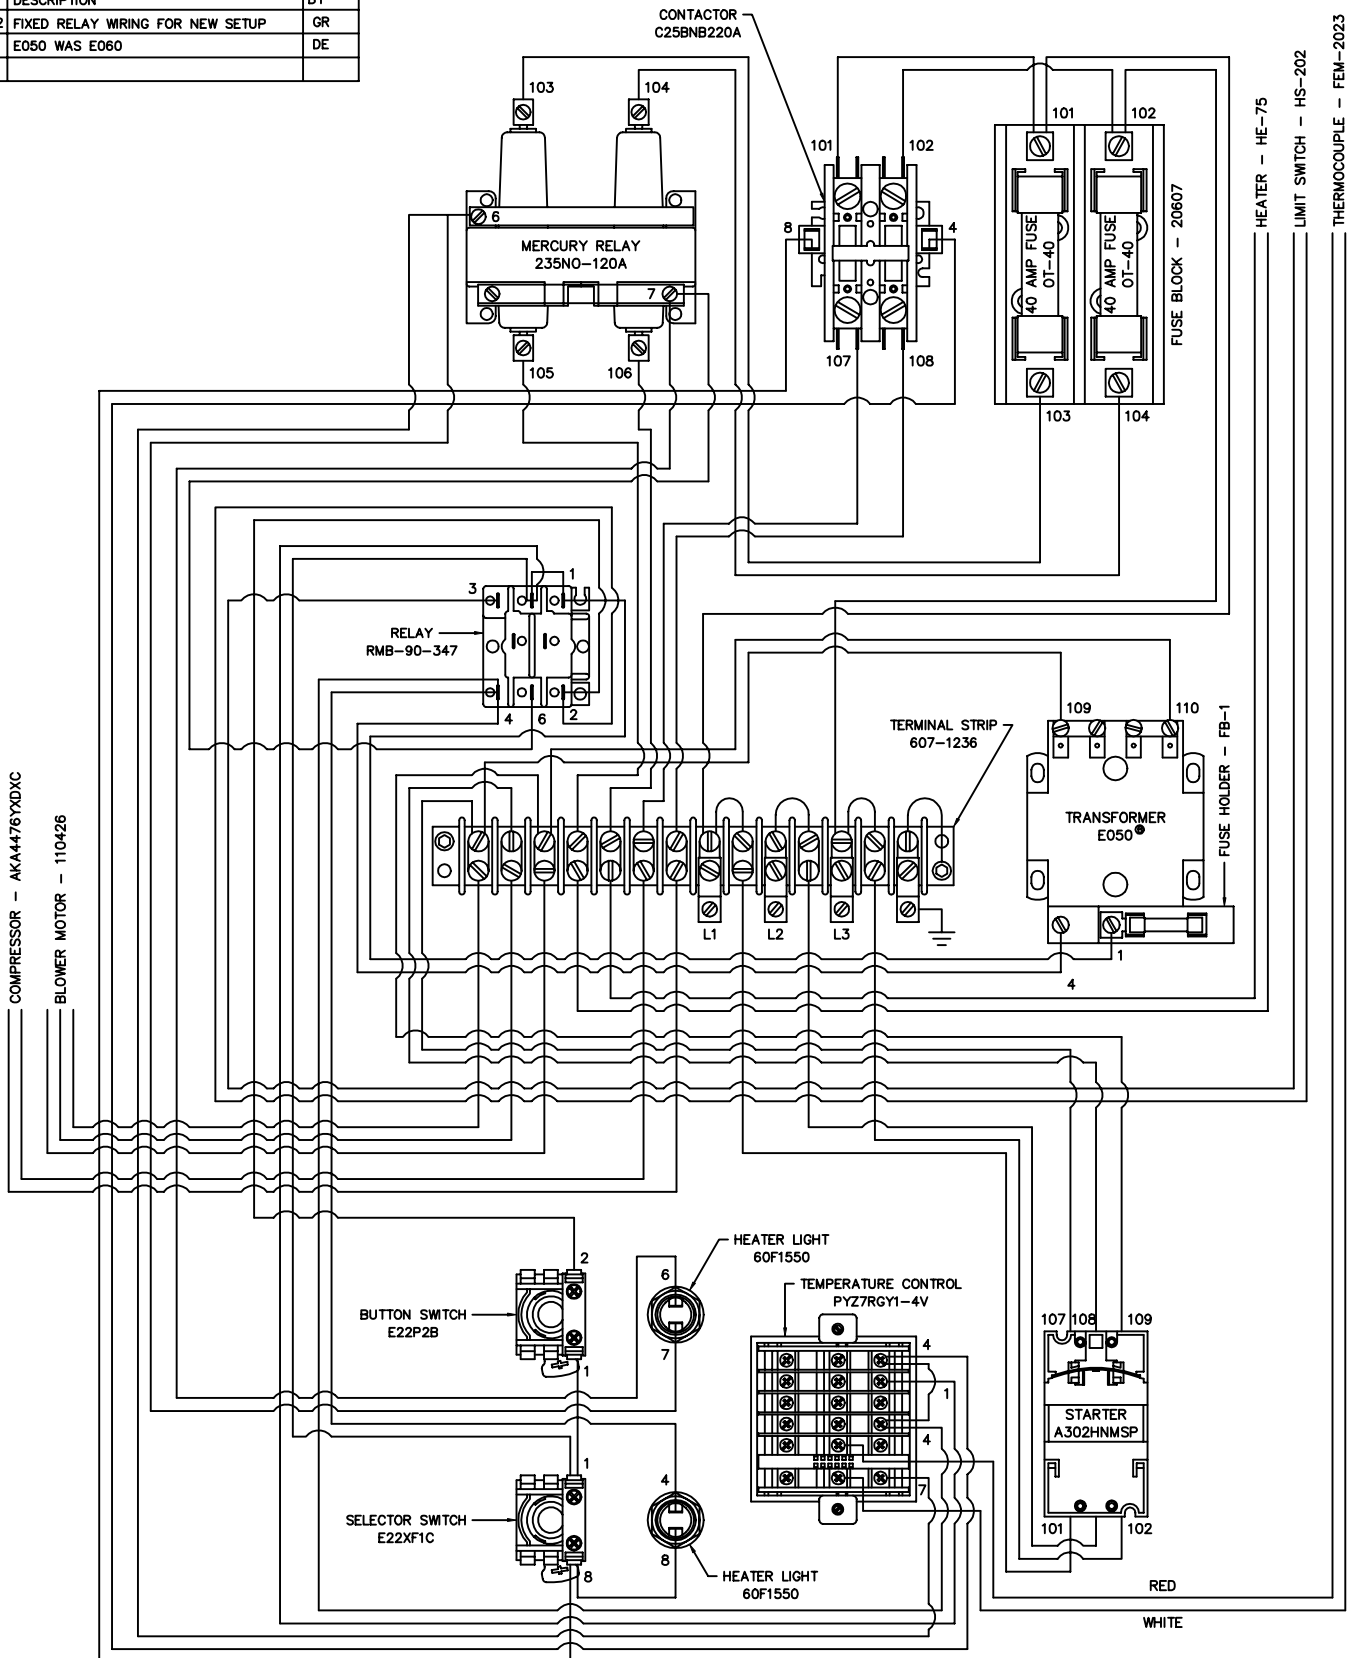 DESCRIPTION
2 FIXED RELAY WIRING FOR NEW SETUP GR
E050 WAS E060 DE
CONTACTOR
C25BNB220A
103
104
101
102
101
102
6
MERCURY RELAY
235NO-120A
7
8
4
40 AMP FUSE
OT-40
40 AMP FUSE
OT-40
FUSE BLOCK - 20607
HEATER - HE-75
LIMIT SWITCH - HS-202
THERMOCOUPLE - FEM-2023
105
106
107
108
103
104
3
1
RELAY
RMB-90-347
4
6
2
TERMINAL STRIP
607-1236
109
110
TRANSFORMER
E050®
FUSE HOLDER - FB-1
L1
L2
L3
1
4
COMPRESSOR - AKA4476YXDXC
BLOWER MOTOR - 110426
2
BUTTON SWITCH
E22P2B
1
HEATER LIGHT
60F1550
6
7
TEMPERATURE CONTROL
PYZ7RGY1-4V
4
1
4
7
107
108
109
STARTER
A302HNMSP
101
102
1
SELECTOR SWITCH
E22XF1C
8
4
8
HEATER LIGHT
60F1550
RED
WHITE